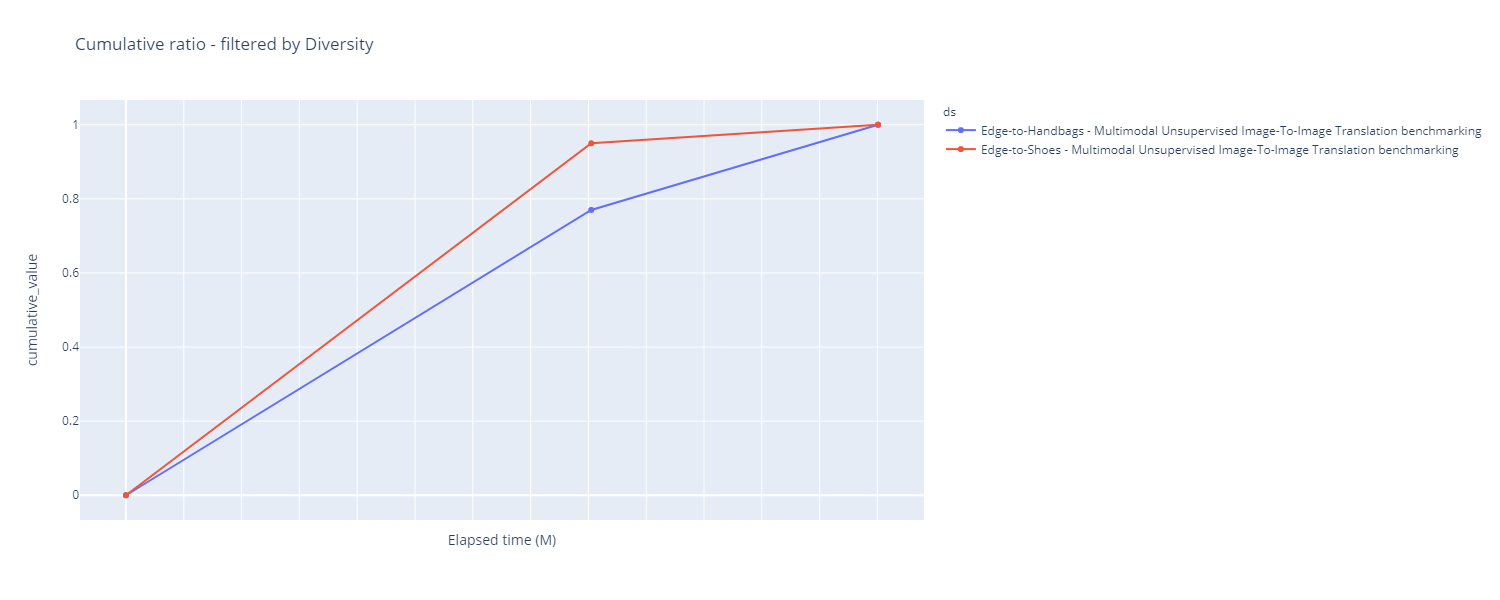 Cumulative ratio - filtered by Diversity
ds
Edge-to-Handbags - Multimodal Unsupervised Image-To-Image Translation benchmarking
Edge-to-Shoes - Multimodal Unsupervised Image-To-Image Translation benchmarking
cumulative_value
1
0.8
0.6
0.4
0.2
0
Elapsed time (M)